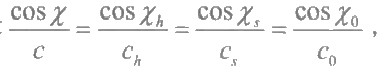 cos χ / c = cos χ_h / c_h = cos χ_s / c_s = cos χ_0 / c_0 ,